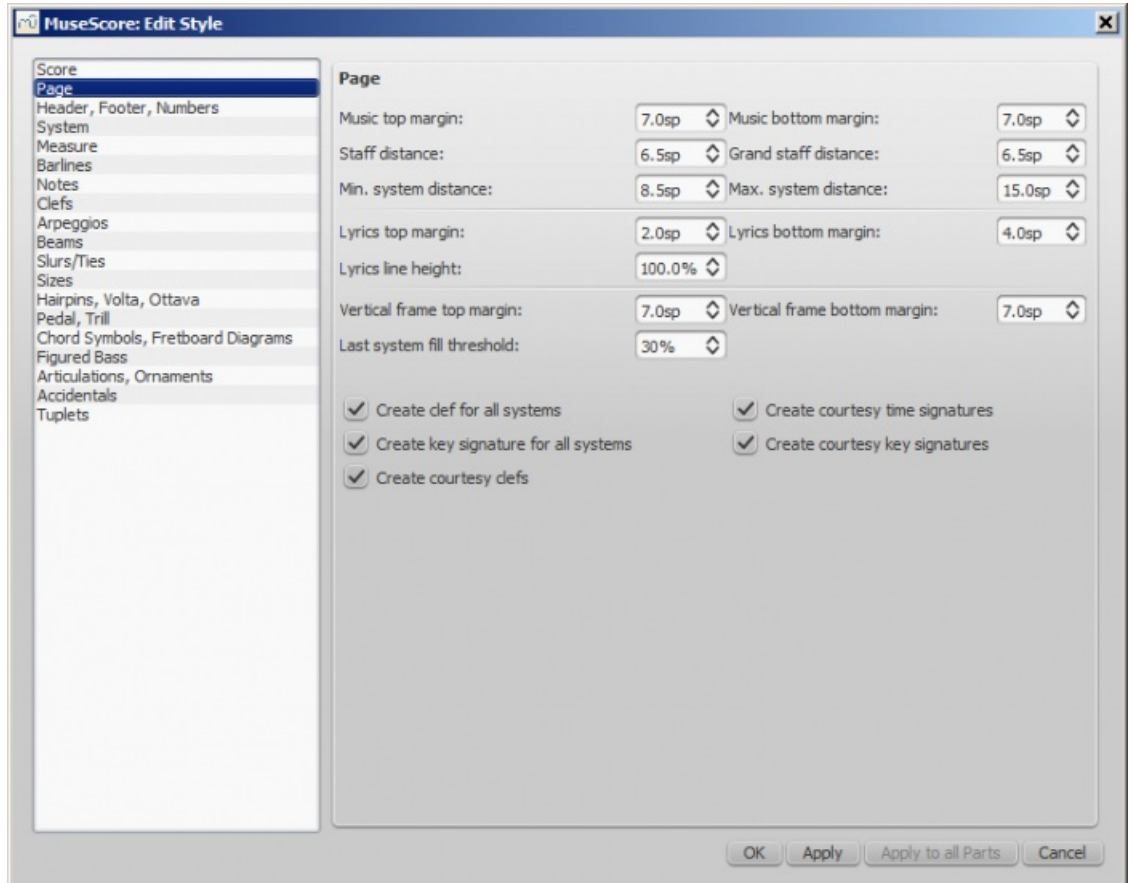 MuseScore: Edit Style
Score
Page
Header, Footer, Numbers
System
Measure
Barlines
Notes
Clefs
Arpeggios
Beams
Slurs/Ties
Sizes
Hairpins, Volta, Ottava
Pedal, Trill
Chord Symbols, Fretboard Diagrams
Figured Bass
Articulations, Ornaments
Accidentals
Tuplets
Page
Music top margin: 7.0sp Music bottom margin: 7.0sp
Staff distance: 6.5sp Grand staff distance: 6.5sp
Min. system distance: 8.5sp Max. system distance: 15.0sp
Lyrics top margin: 2.0sp Lyrics bottom margin: 4.0sp
Lyrics line height: 100.0%
Vertical frame top margin: 7.0sp Vertical frame bottom margin: 7.0sp
Last system fill threshold: 30%
Create clef for all systems Create courtesy time signatures
Create key signature for all systems Create courtesy key signatures
Create courtesy clefs
OK Apply Apply to all Parts Cancel